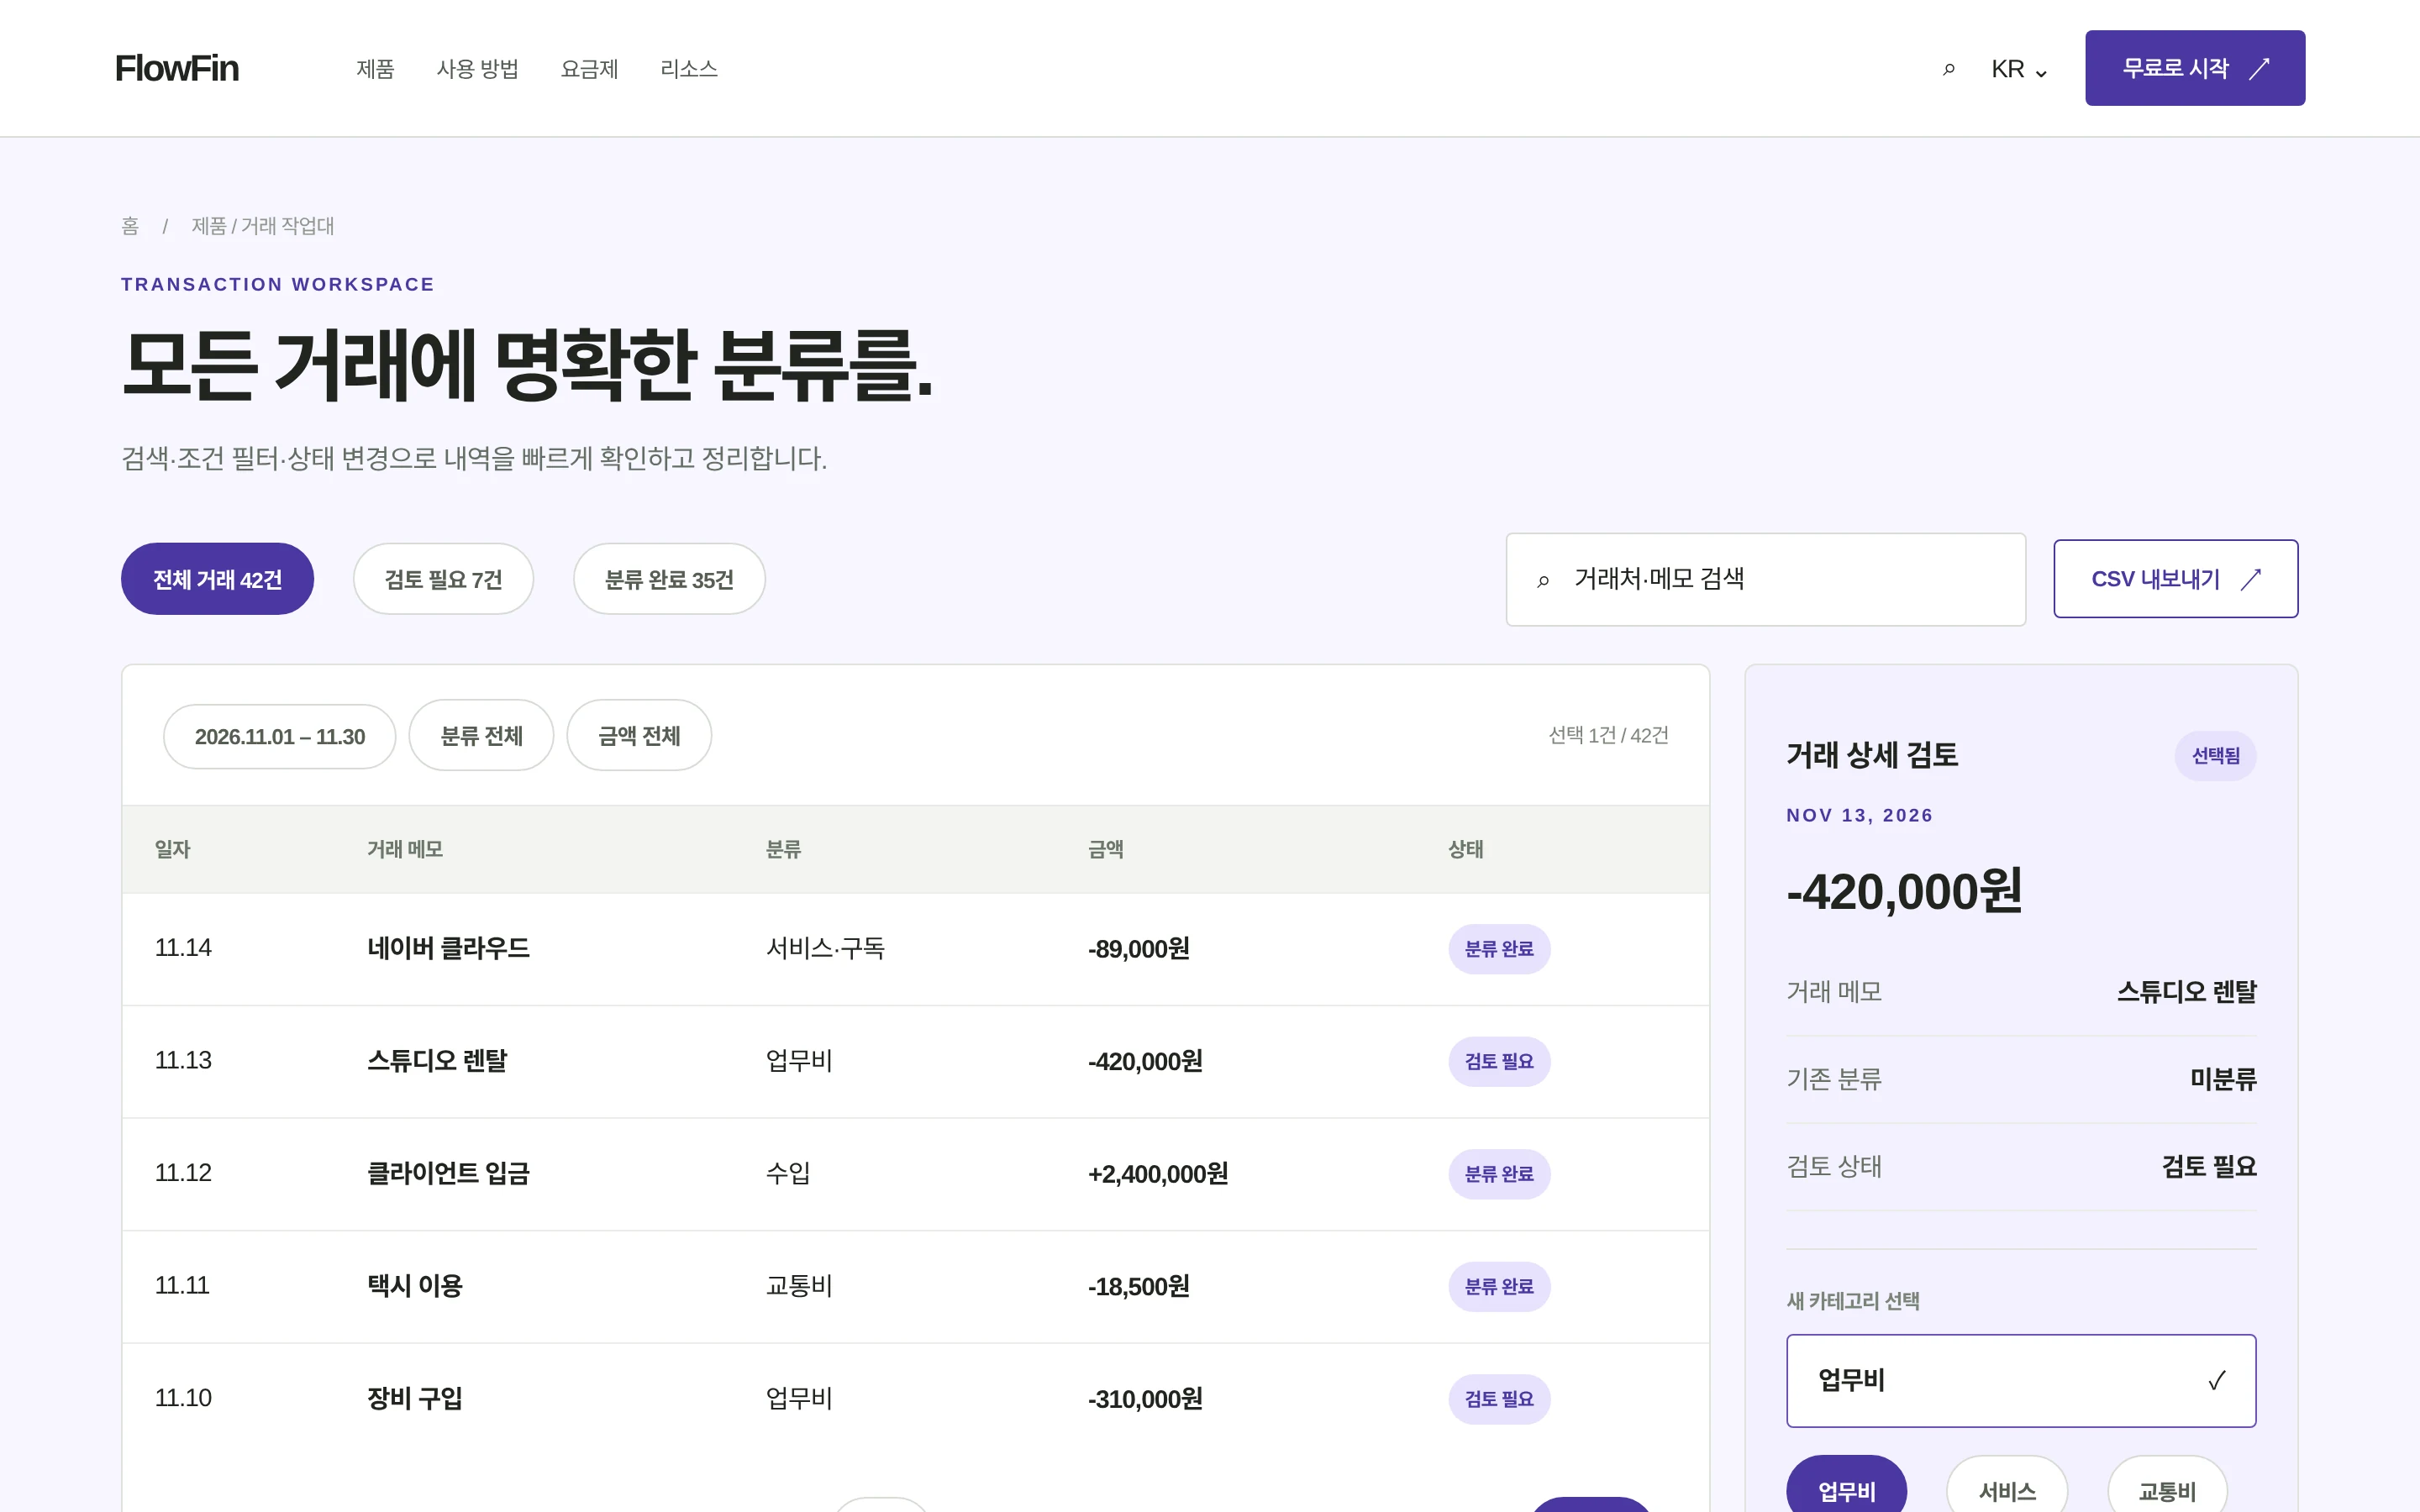 FlowFin 제품 사용 방법 요금제 리소스 KR 무료로 시작
홈 / 제품 / 거래 작업대
TRANSACTION WORKSPACE
모든 거래에 명확한 분류를.
검색·조건 필터·상태 변경으로 내역을 빠르게 확인하고 정리합니다.
전체 거래 42건 검토 필요 7건 분류 완료 35건 거래처·메모 검색 CSV 내보내기
2026.11.01 – 11.30 분류 전체 금액 전체 선택 1건 / 42건
일자 거래 메모 분류 금액 상태
11.14 네이버 클라우드 서비스·구독 -89,000원 분류 완료
11.13 스튜디오 렌탈 업무비 -420,000원 검토 필요
11.12 클라이언트 입금 수입 +2,400,000원 분류 완료
11.11 택시 이용 교통비 -18,500원 분류 완료
11.10 장비 구입 업무비 -310,000원 검토 필요
거래 상세 검토 선택됨
NOV 13, 2026
-420,000원
거래 메모 스튜디오 렌탈
기존 분류 미분류
검토 상태 검토 필요
새 카테고리 선택
업무비 ✓
업무비 서비스 교통비